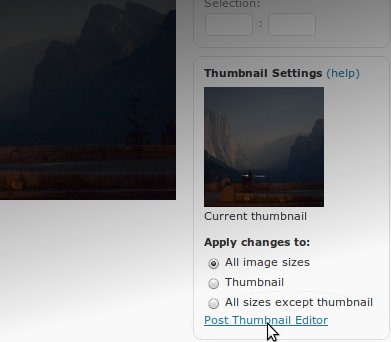 Selection:
:
Thumbnail Settings (help)
Current thumbnail
Apply changes to:
All image sizes
Thumbnail
All sizes except thumbnail
Post Thumbnail Editor